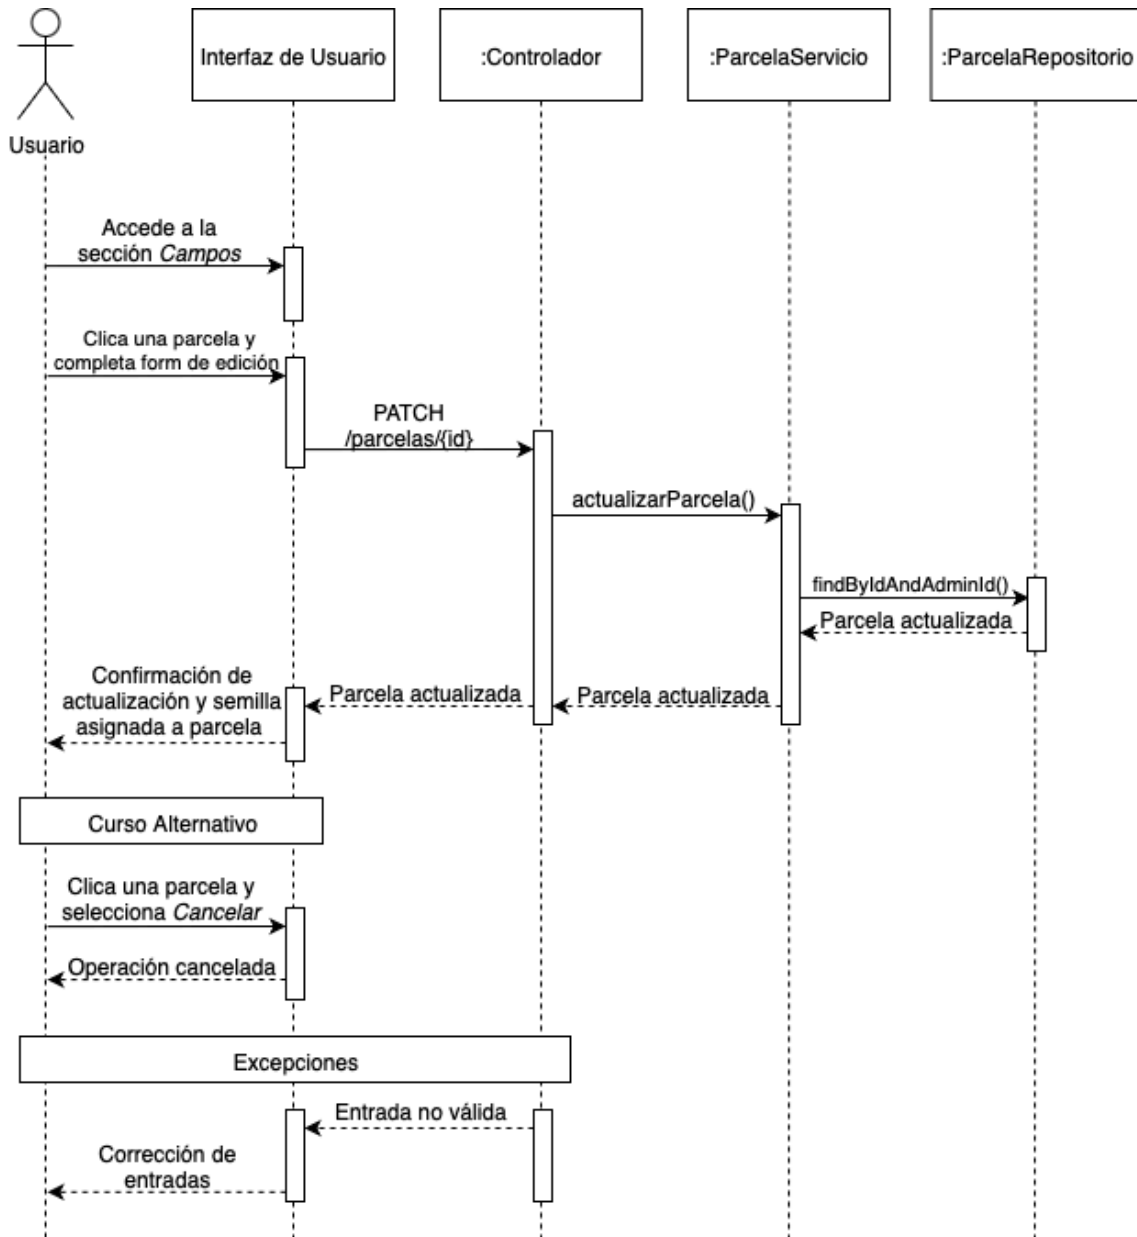 Usuario
Interfaz de Usuario
:Controlador
:ParcelaServicio
:ParcelaRepositorio
Accede a la
sección Campos
Clica una parcela y
completa form de edición
PATCH
/parcelas/{id}
actualizarParcela()
findByIdAndAdminId()
Parcela actualizada
Parcela actualizada
Parcela actualizada
Confirmación de
actualización y semilla
asignada a parcela
Curso Alternativo
Clica una parcela y
selecciona Cancelar
Operación cancelada
Excepciones
Entrada no válida
Corrección de
entradas